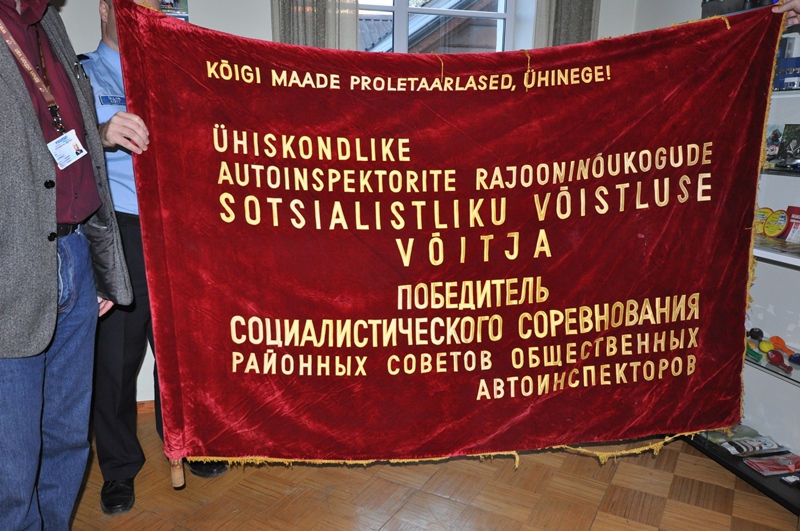 KÕIGI MAADE PROLETAARLASED, ÜHINEGE!
ÜHISKONDLIKE
AUTOINSPEKTORITE RAJOONINÕUKOGUDE
SOTSIALISTLIKU VÕISTLUSE
VÕITJA
ПОБЕДИТЕЛЬ
СОЦИАЛИСТИЧЕСКОГО СОРЕВНОВАНИЯ
РАЙОННЫХ СОВЕТОВ ОБЩЕСТВЕННЫХ
АВТОИНСПЕКТОРОВ